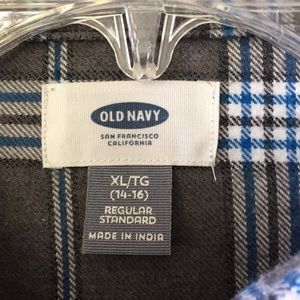 OLD NAVY
SAN FRANCISCO
CALIFORNIA
XL/TG
(14-16)
REGULAR
STANDARD
MADE IN INDIA